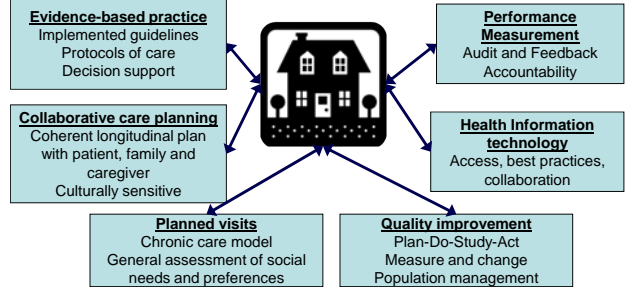 Evidence-based practice
Implemented guidelines
Protocols of care
Decision support
Performance
Measurement
Audit and Feedback
Accountability
Collaborative care planning
Coherent longitudinal plan
with patient, family and
caregiver
Culturally sensitive
Health Information
technology
Access, best practices,
collaboration
Planned visits
Chronic care model
General assessment of social
needs and preferences
Quality improvement
Plan-Do-Study-Act
Measure and change
Population management